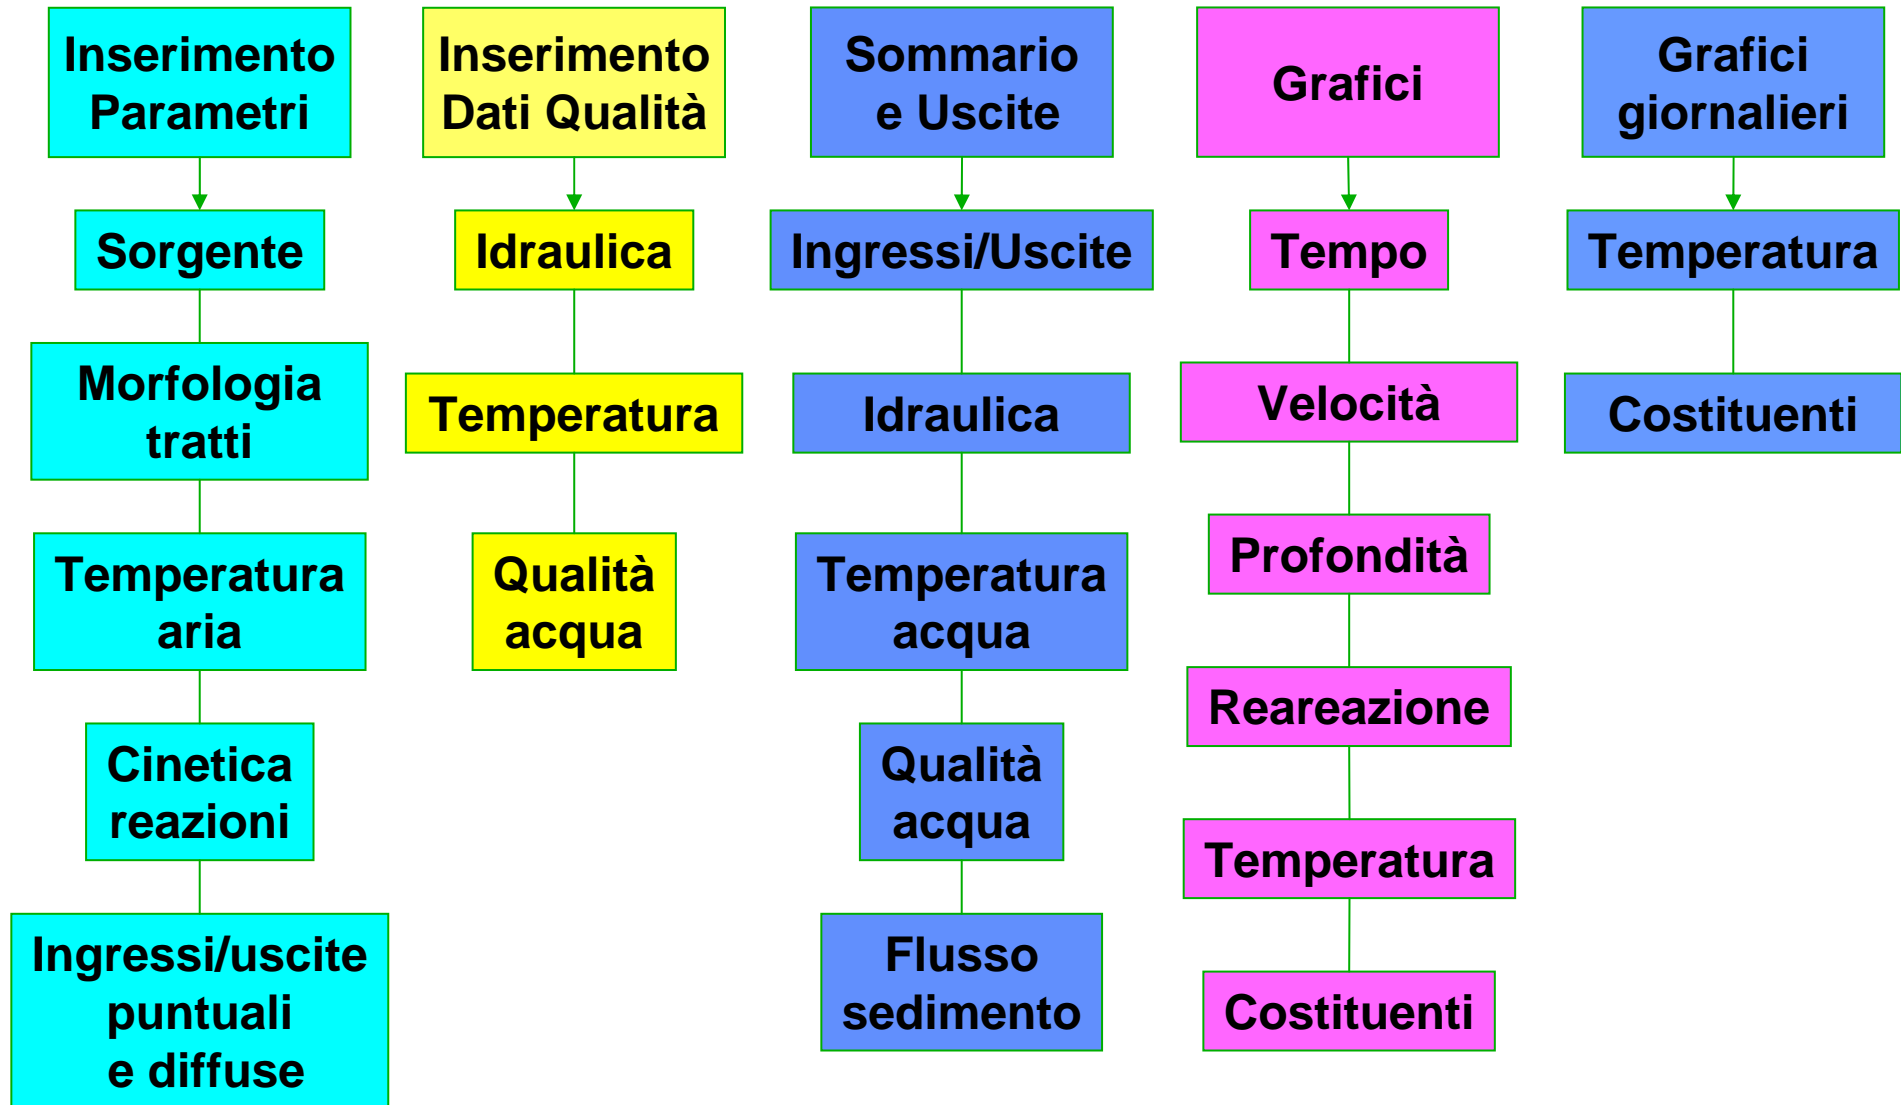 Inserimento
Parametri
Sorgente
Morfologia
tratti
Temperatura
aria
Cinetica
reazioni
Ingressi/uscite
puntuali
e diffuse
Inserimento
Dati Qualità
Idraulica
Temperatura
Qualità
acqua
Sommario
e Uscite
Ingressi/Uscite
Idraulica
Temperatura
acqua
Qualità
acqua
Flusso
sedimento
Grafici
Tempo
Velocità
Profondità
Reareazione
Temperatura
Costituenti
Grafici
giornalieri
Temperatura
Costituenti